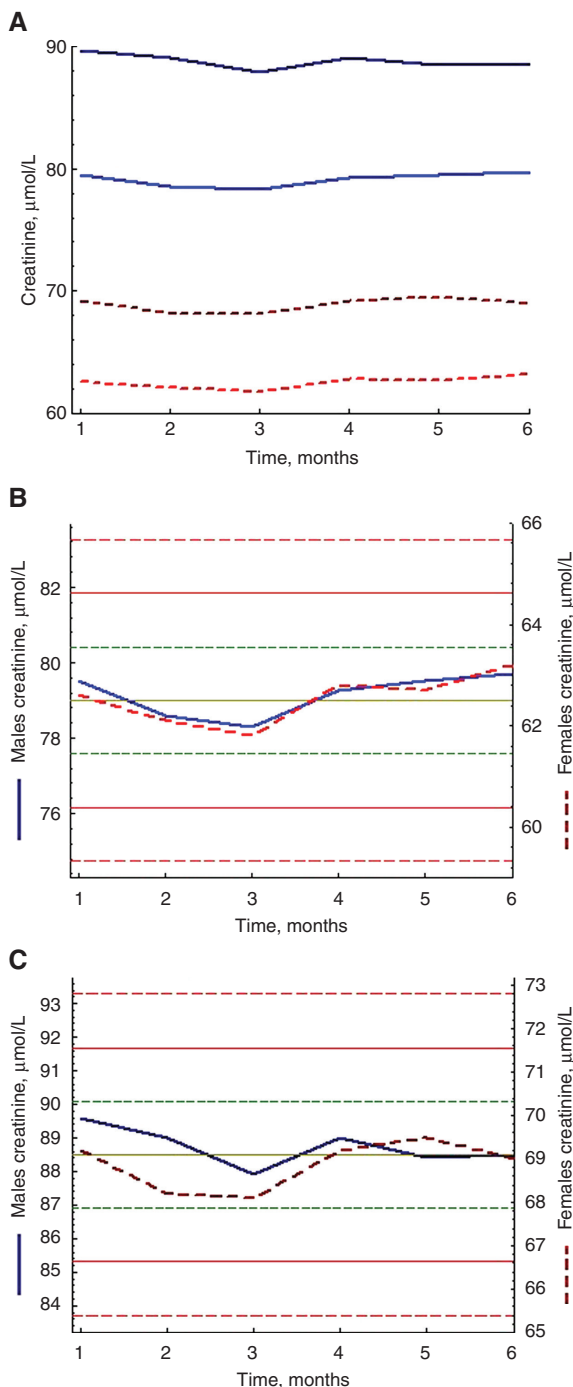 A
Creatinine, µmol/L
90
80
70
60
1 2 3 4 5 6
Time, months
B
Males creatinine, µmol/L
82
80
78
76
66
64
62
60
Females creatinine, µmol/L
1 2 3 4 5 6
Time, months
C
Males creatinine, µmol/L
93
92
91
90
89
88
87
86
85
84
73
72
71
70
69
68
67
66
65
Females creatinine, µmol/L
1 2 3 4 5 6
Time, months